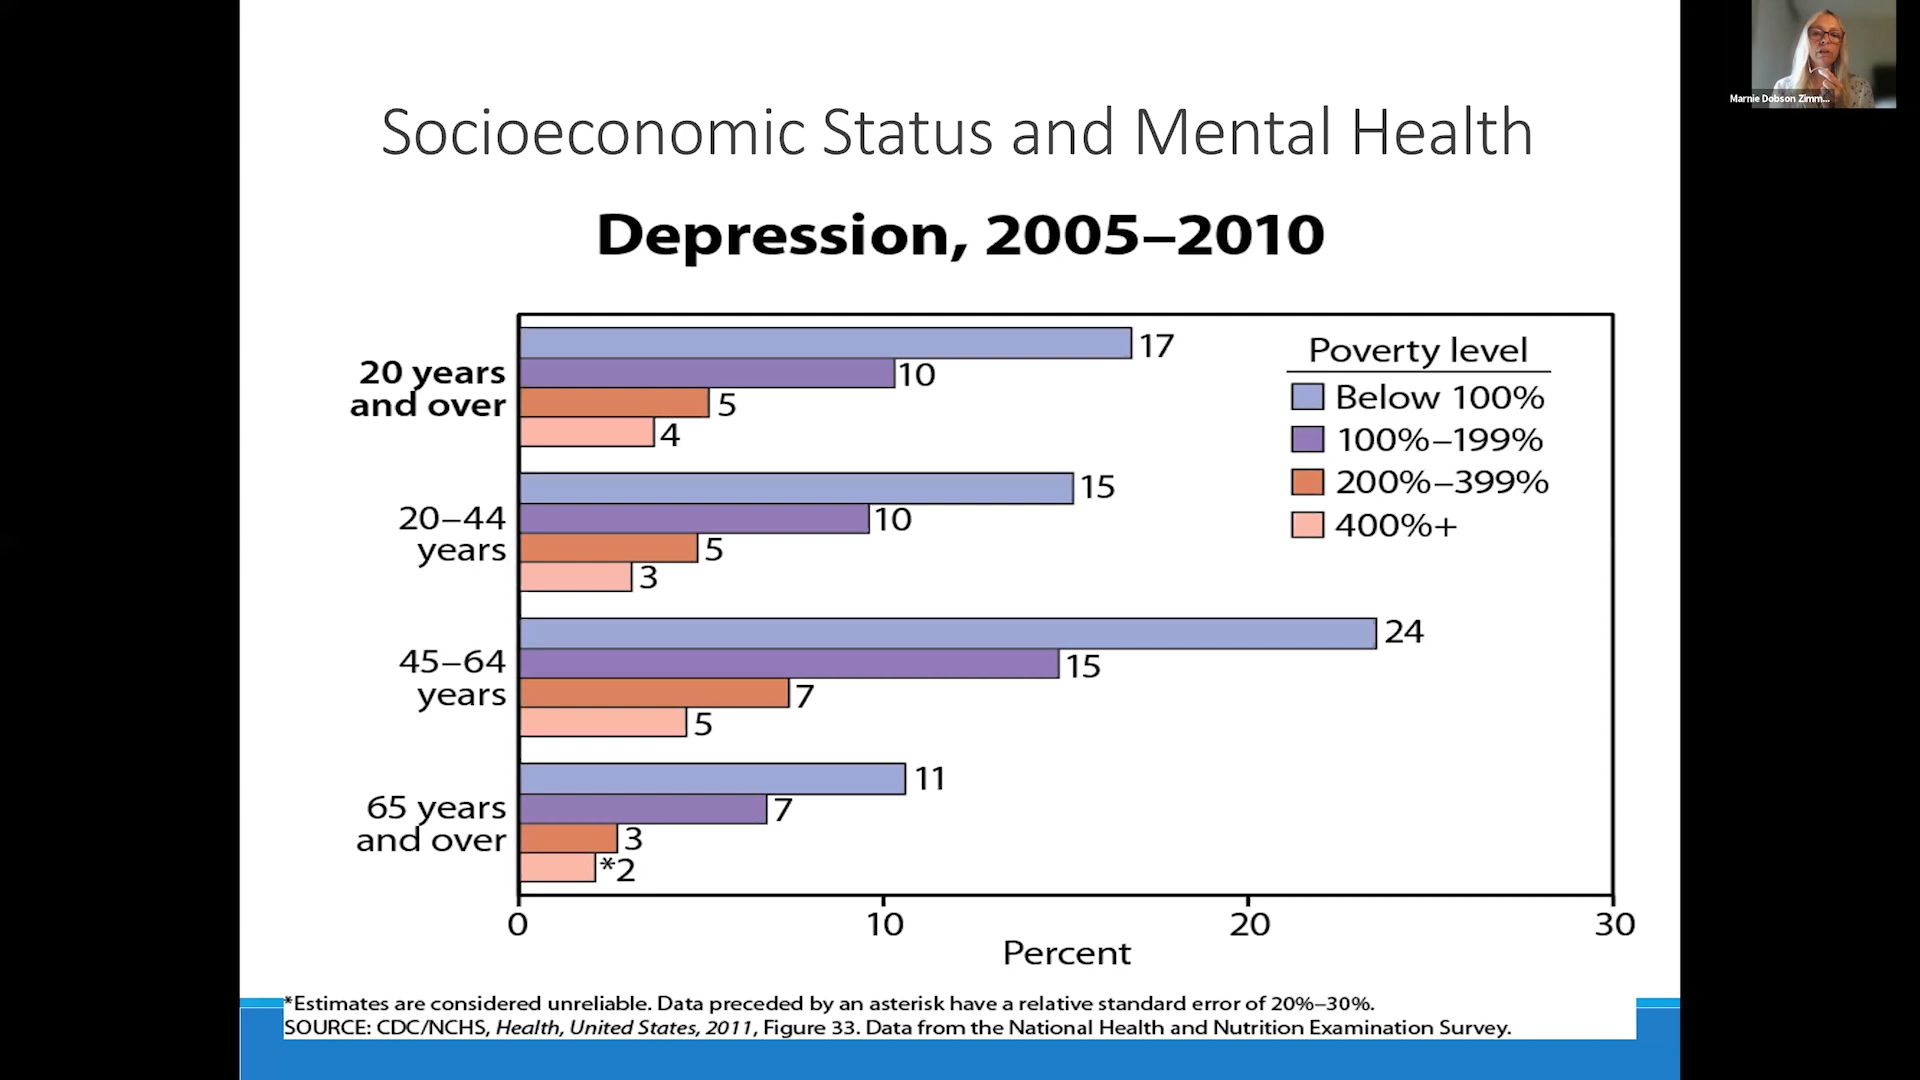 Marnie Dobson Zimm...
Socioeconomic Status and Mental Health
Depression, 2005–2010
20 years
and over
17
10
5
4
20–44
years
15
10
5
3
45–64
years
24
15
7
5
65 years
and over
11
7
3
*2
Poverty level
Below 100%
100%–199%
200%–399%
400%+
0
10
20
30
Percent
*Estimates are considered unreliable. Data preceded by an asterisk have a relative standard error of 20%–30%.
SOURCE: CDC/NCHS, Health, United States, 2011, Figure 33. Data from the National Health and Nutrition Examination Survey.